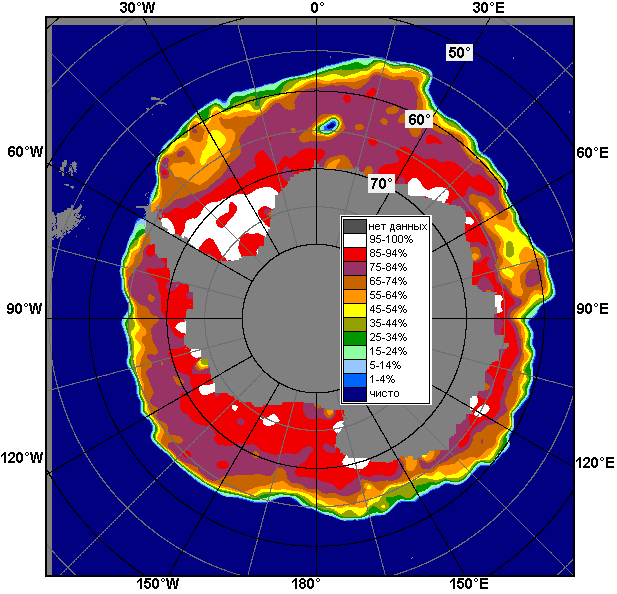 30°W
0°
30°E
50°
60°
60°W
60°E
70°
нет данных
95-100%
85-94%
75-84%
65-74%
55-64%
45-54%
35-44%
25-34%
15-24%
5-14%
1-4%
чисто
90°W
90°E
120°W
120°E
150°W
180°
150°E